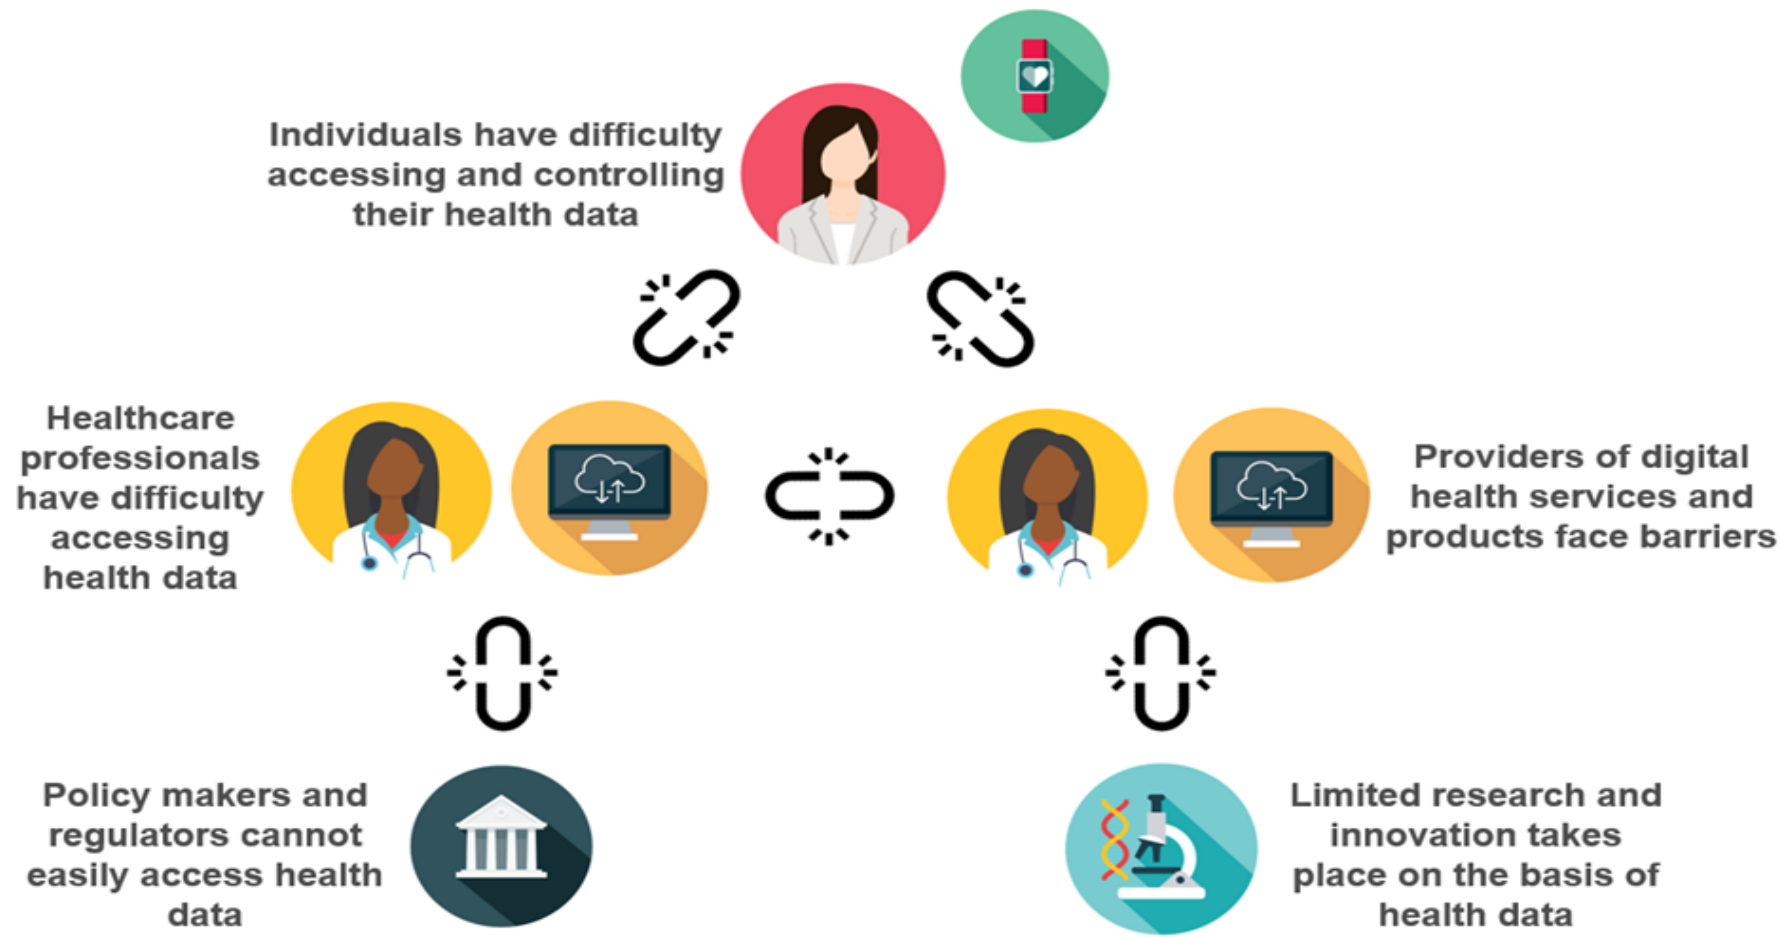 Individuals have difficulty
accessing and controlling
their health data
Healthcare
professionals
have difficulty
accessing
health data
Providers of digital
health services and
products face barriers
Policy makers and
regulators cannot
easily access health
data
Limited research and
innovation takes
place on the basis of
health data